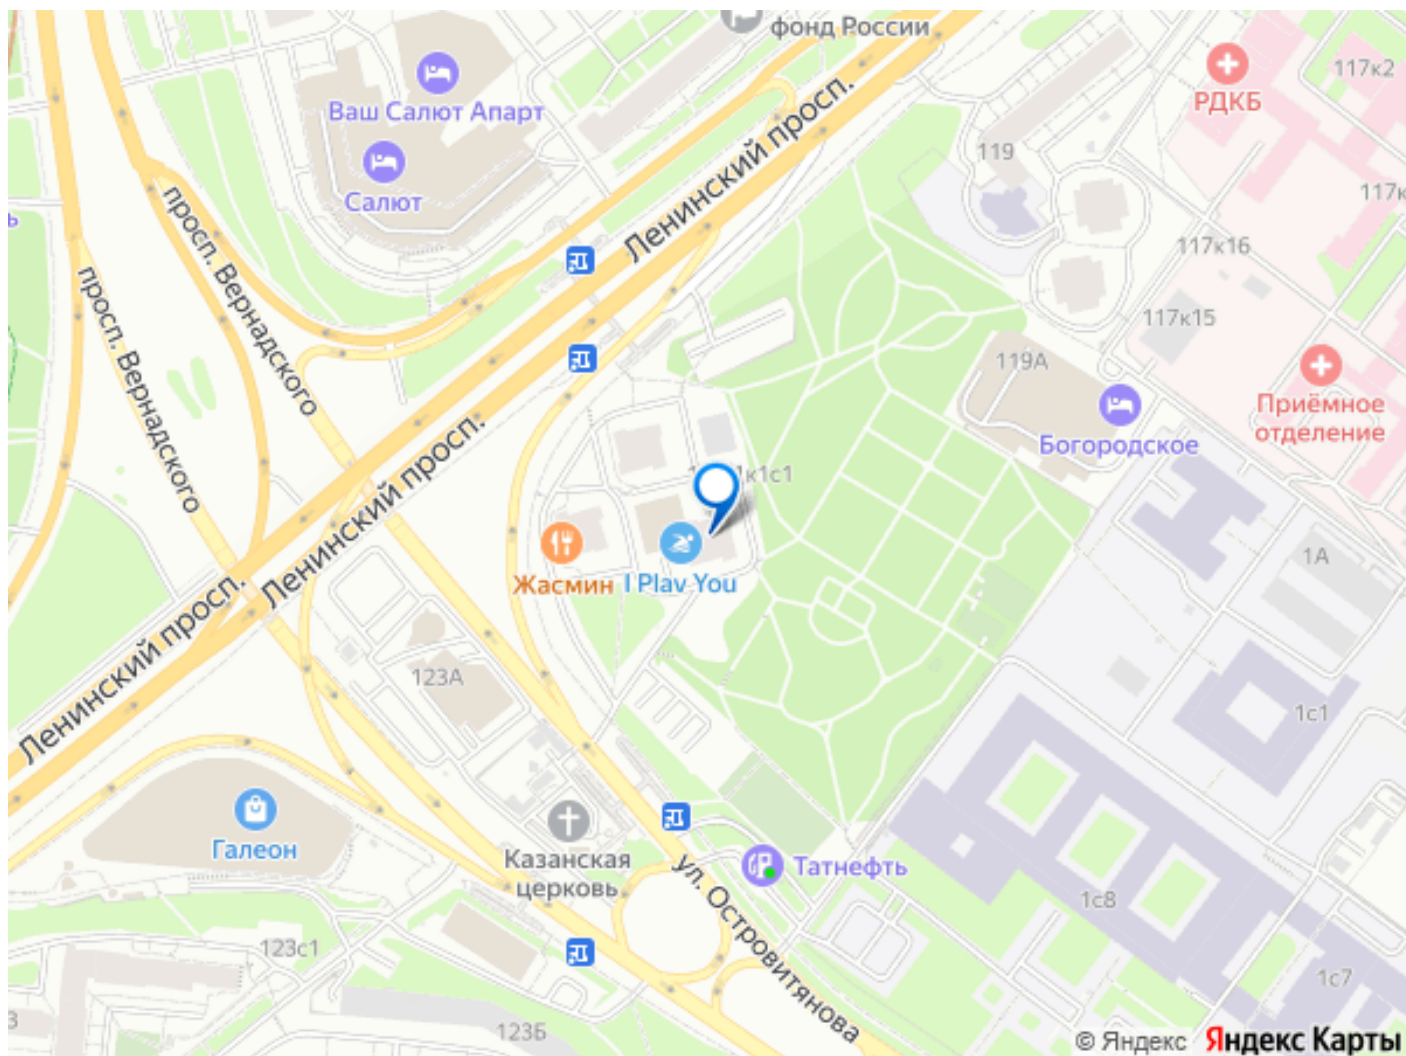 фонд России
117к2
РДКБ
Ваш Салют Апарт
Ленинский просп.
119
Салют
просп. Вернадского
117к16
просп. Вернадского
117к15
119А
Приёмное
отделение
Богородское
к1с1
Ленинский просп.
1А
Жасмин
I Plav You
Ленинский просп.
123А
1с1
Галеон
Казанская
церковь
Татнефть
ул. Островитянова
1с8
123с1
1с7
123Б
© Яндекс Яндекс Карты